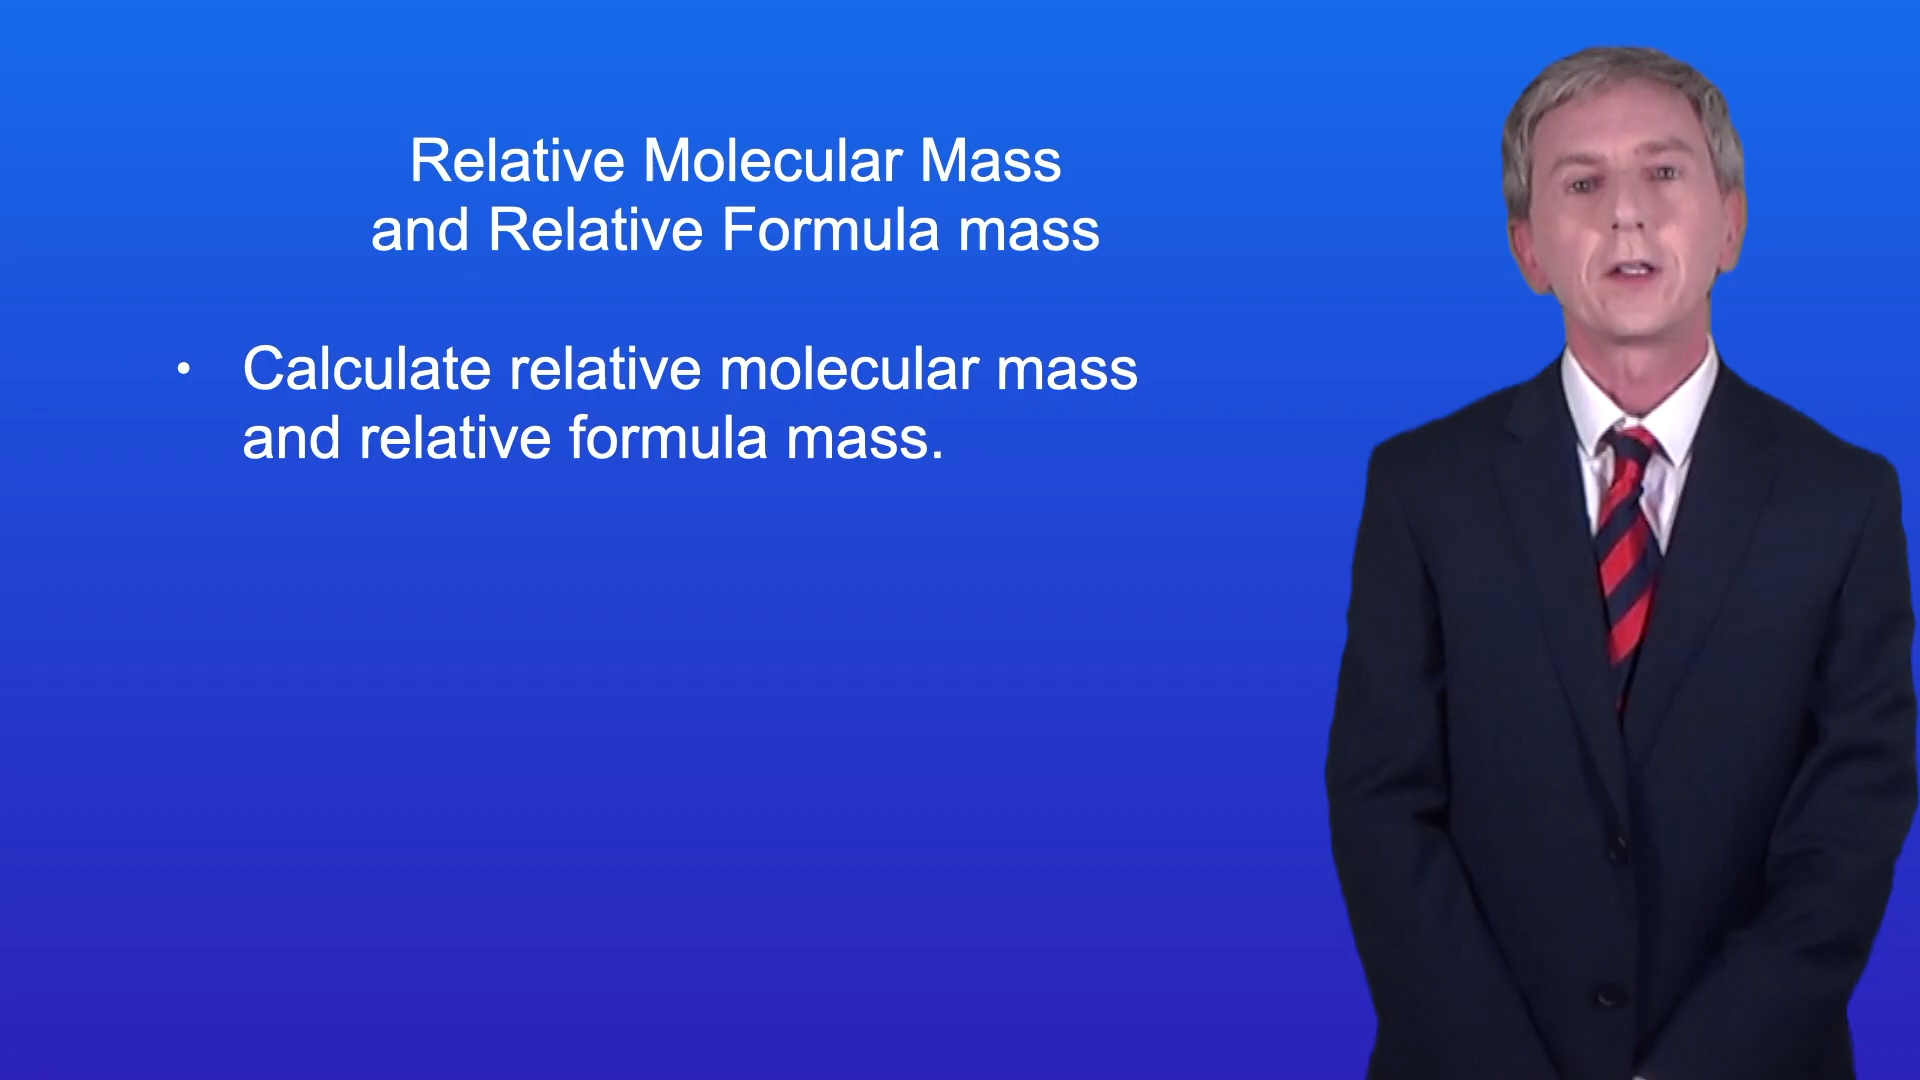 Relative Molecular Mass
and Relative Formula mass
• Calculate relative molecular mass
and relative formula mass.